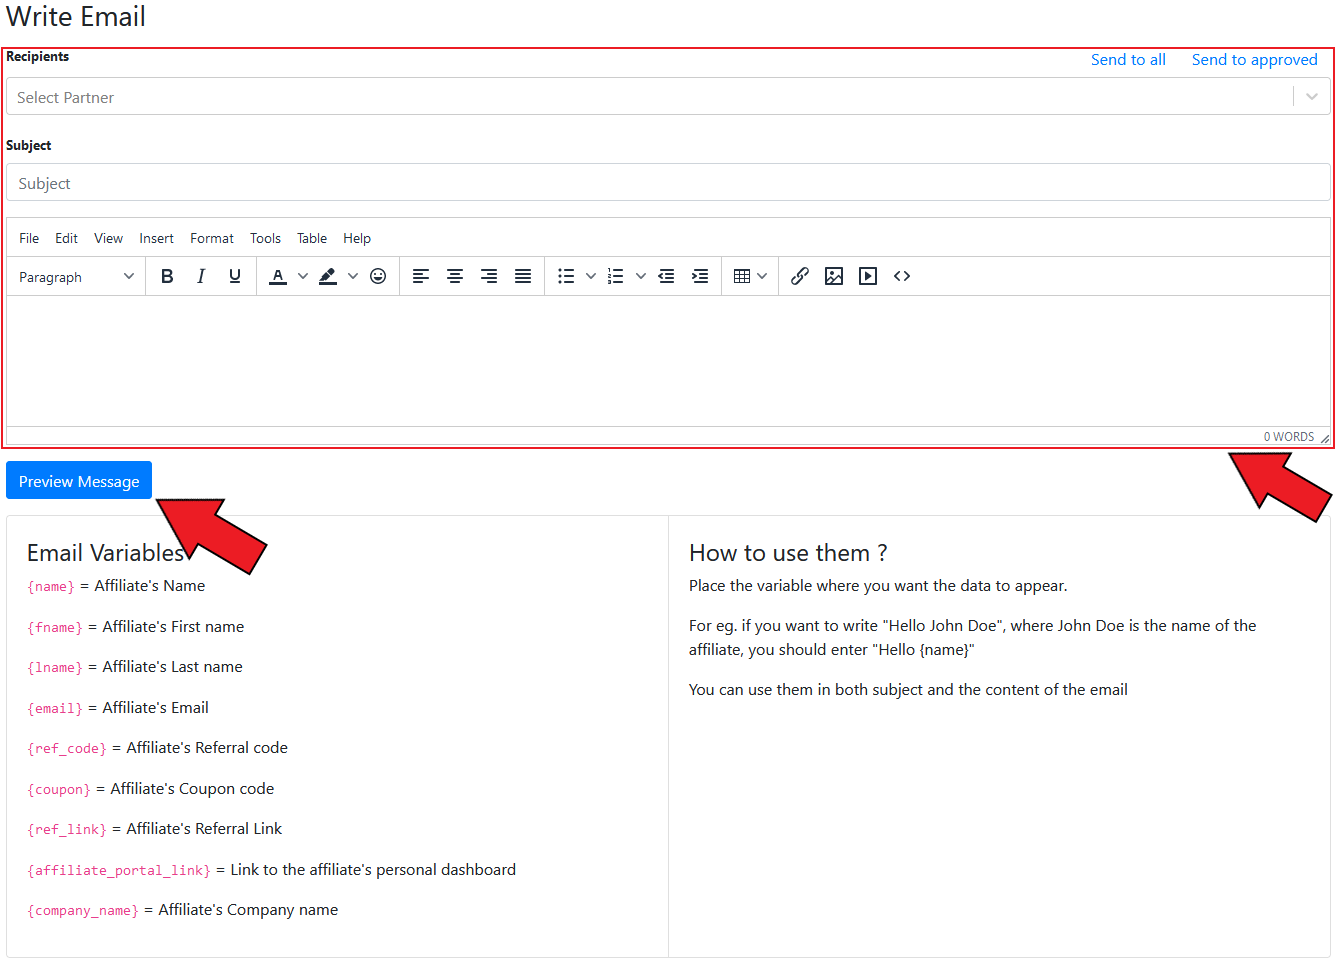 Write Email
Recipients
Send to all Send to approved
Select Partner
Subject
Subject
File Edit View Insert Format Tools Table Help
Paragraph B I U A
0 WORDS
Preview Message
Email Variables
{name} = Affiliate's Name
{fname} = Affiliate's First name
{lname} = Affiliate's Last name
{email} = Affiliate's Email
{ref_code} = Affiliate's Referral code
{coupon} = Affiliate's Coupon code
{ref_link} = Affiliate's Referral Link
{affiliate_portal_link} = Link to the affiliate's personal dashboard
{company_name} = Affiliate's Company name
How to use them ?
Place the variable where you want the data to appear.
For eg. if you want to write "Hello John Doe", where John Doe is the name of the
affiliate, you should enter "Hello {name}"
You can use them in both subject and the content of the email